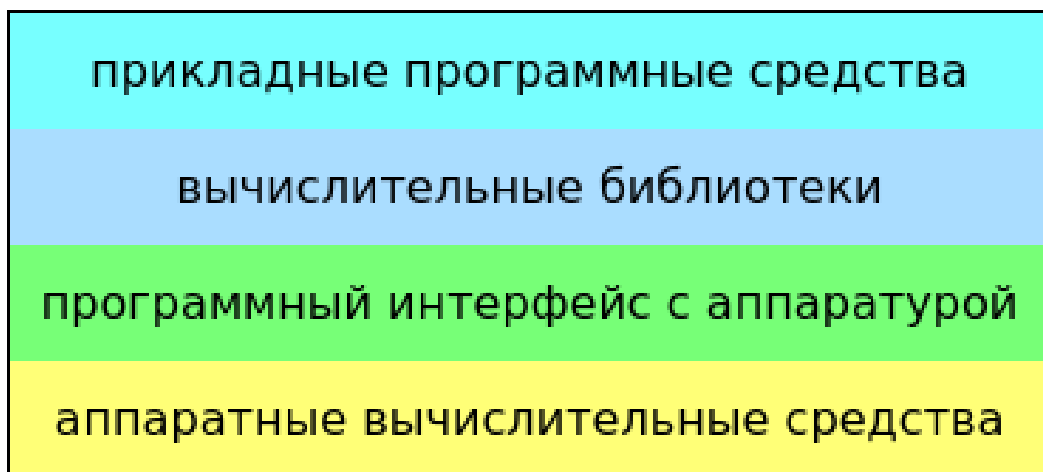 прикладные программные средства
вычислительные библиотеки
программный интерфейс с аппаратурой
аппаратные вычислительные средства